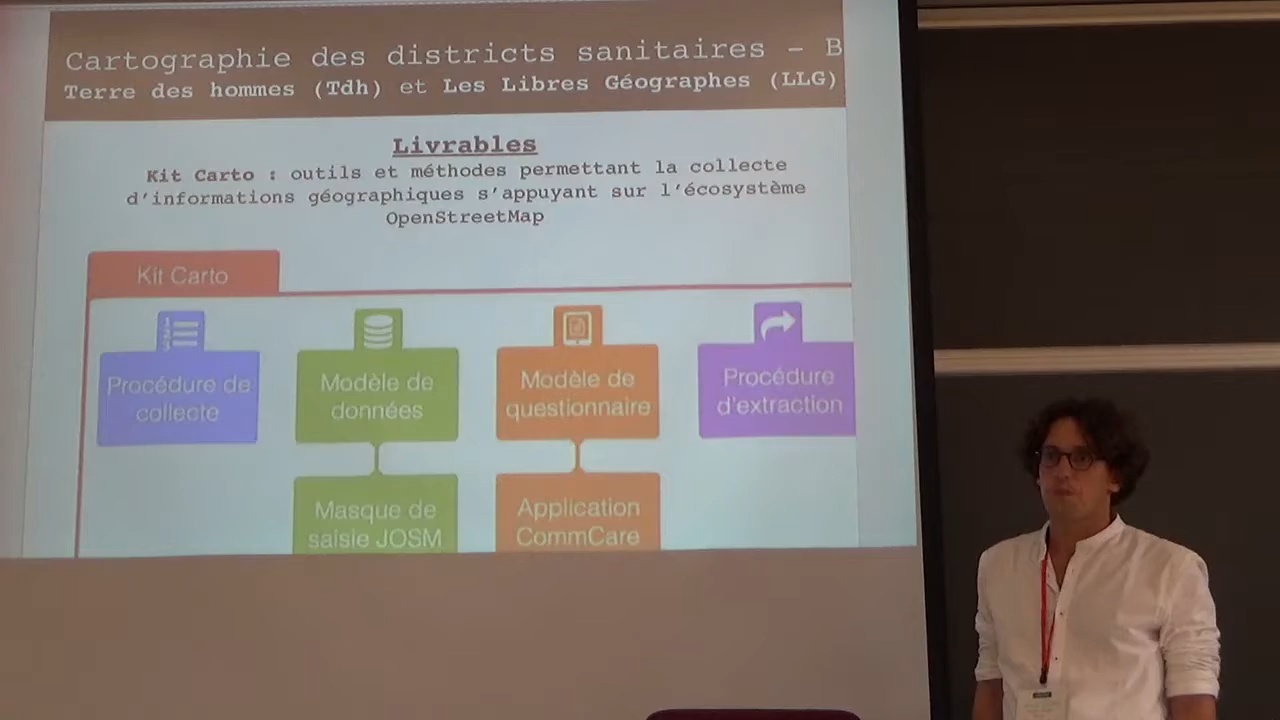 Cartographie des districts sanitaires – B
Terre des hommes (Tdh) et Les Libres Géographes (LLG)
Livrables
Kit Carto : outils et méthodes permettant la collecte
d'informations géographiques s'appuyant sur l'écosystème
OpenStreetMap
Kit Carto
Procédure de
collecte
Modèle de
données
Modèle de
questionnaire
Procédure
d'extraction
Masque de
saisie JOSM
Application
CommCare